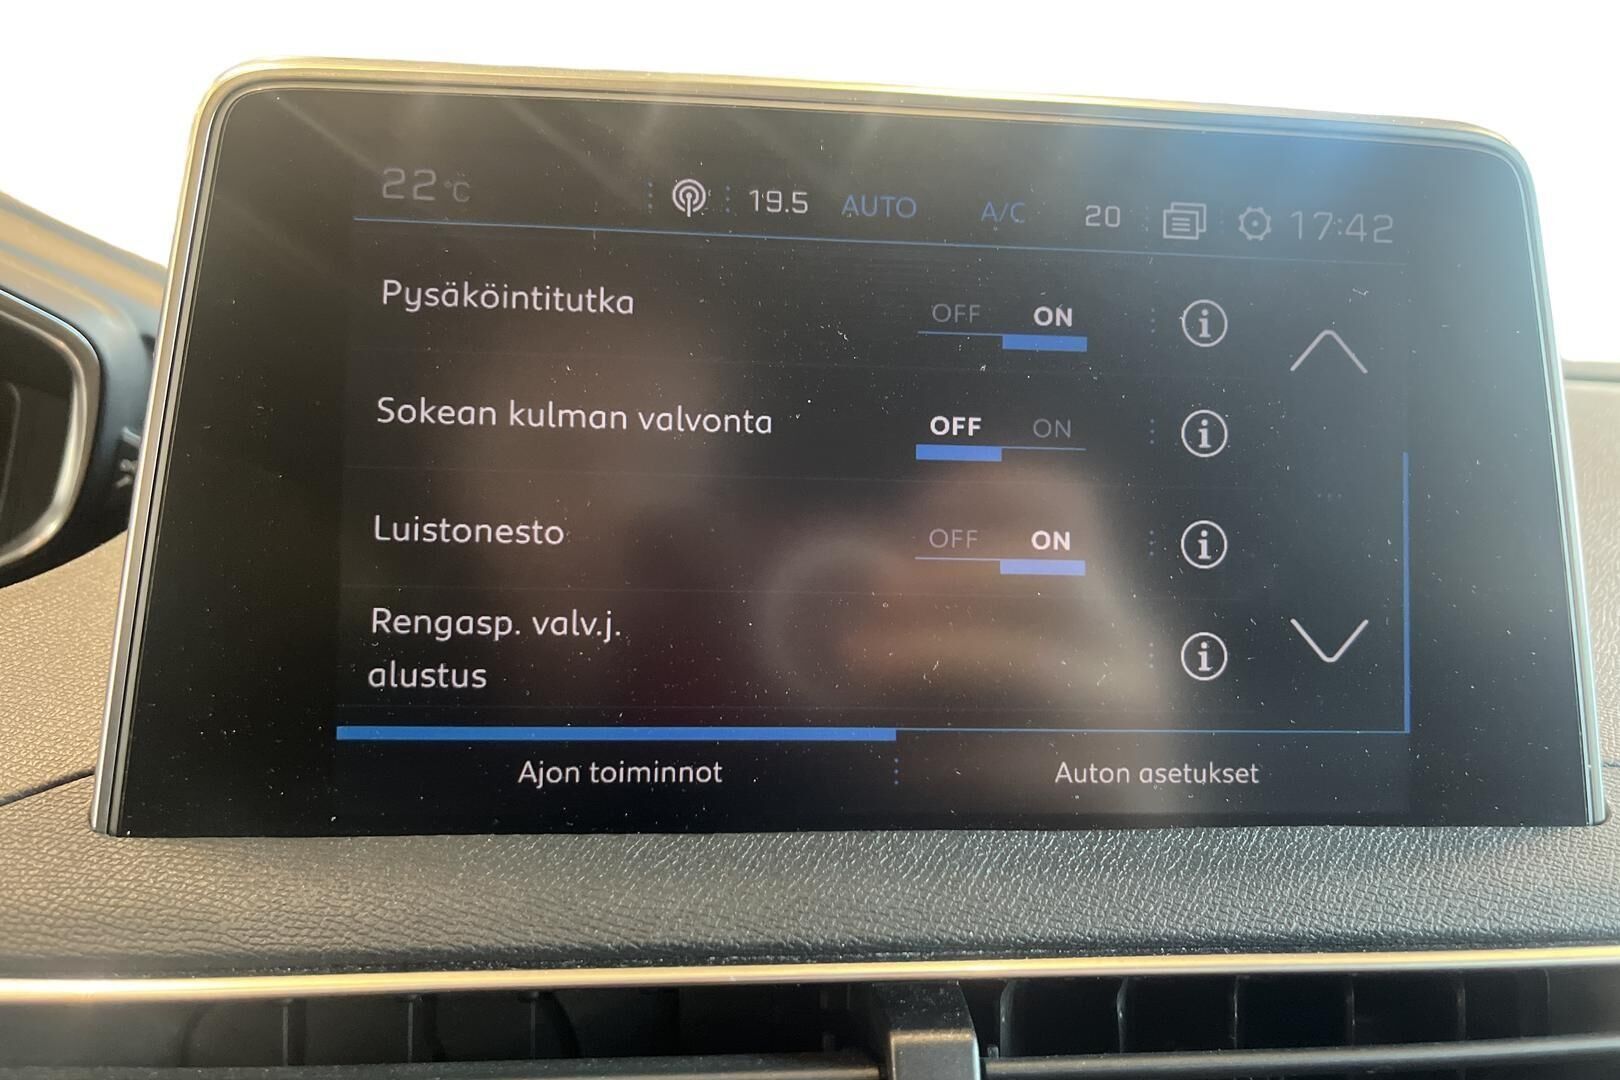 22 °C 19.5 AUTO A/C 20 17:42
Pysäköintitutka OFF ON
Sokean kulman valvonta OFF ON
Luistonesto OFF ON
Rengasp. valv.j.
alustus
Ajon toiminnot Auton asetukset